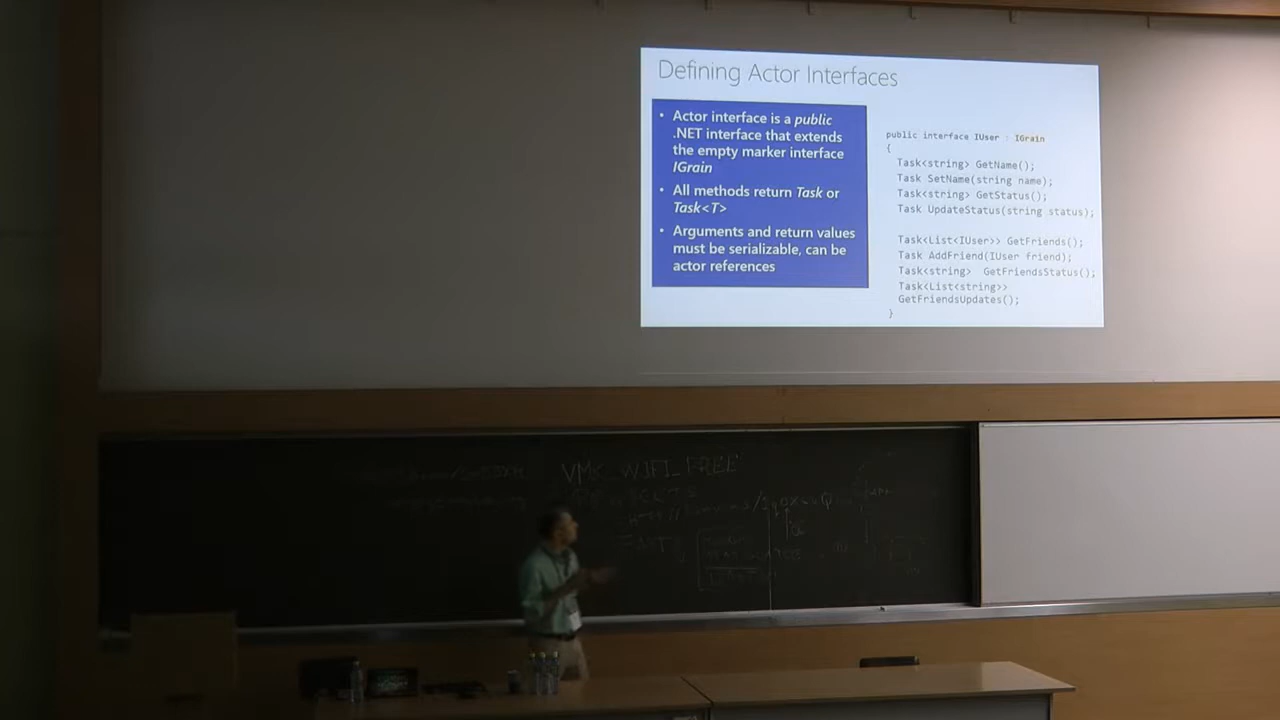 Defining Actor Interfaces
• Actor interface is a public
.NET interface that extends
the empty marker interface
IGrain
• All methods return Task or
Task<T>
• Arguments and return values
must be serializable, can be
actor references
public interface IUser : IGrain
{
Task<string> GetName();
Task SetName(string name);
Task<string> GetStatus();
Task UpdateStatus(string status);
Task<List<IUser>> GetFriends();
Task AddFriend(IUser friend);
Task<string> GetFriendsStatus();
Task<List<string>>
GetFriendsUpdates();
}
VMK_WIFI_FREE